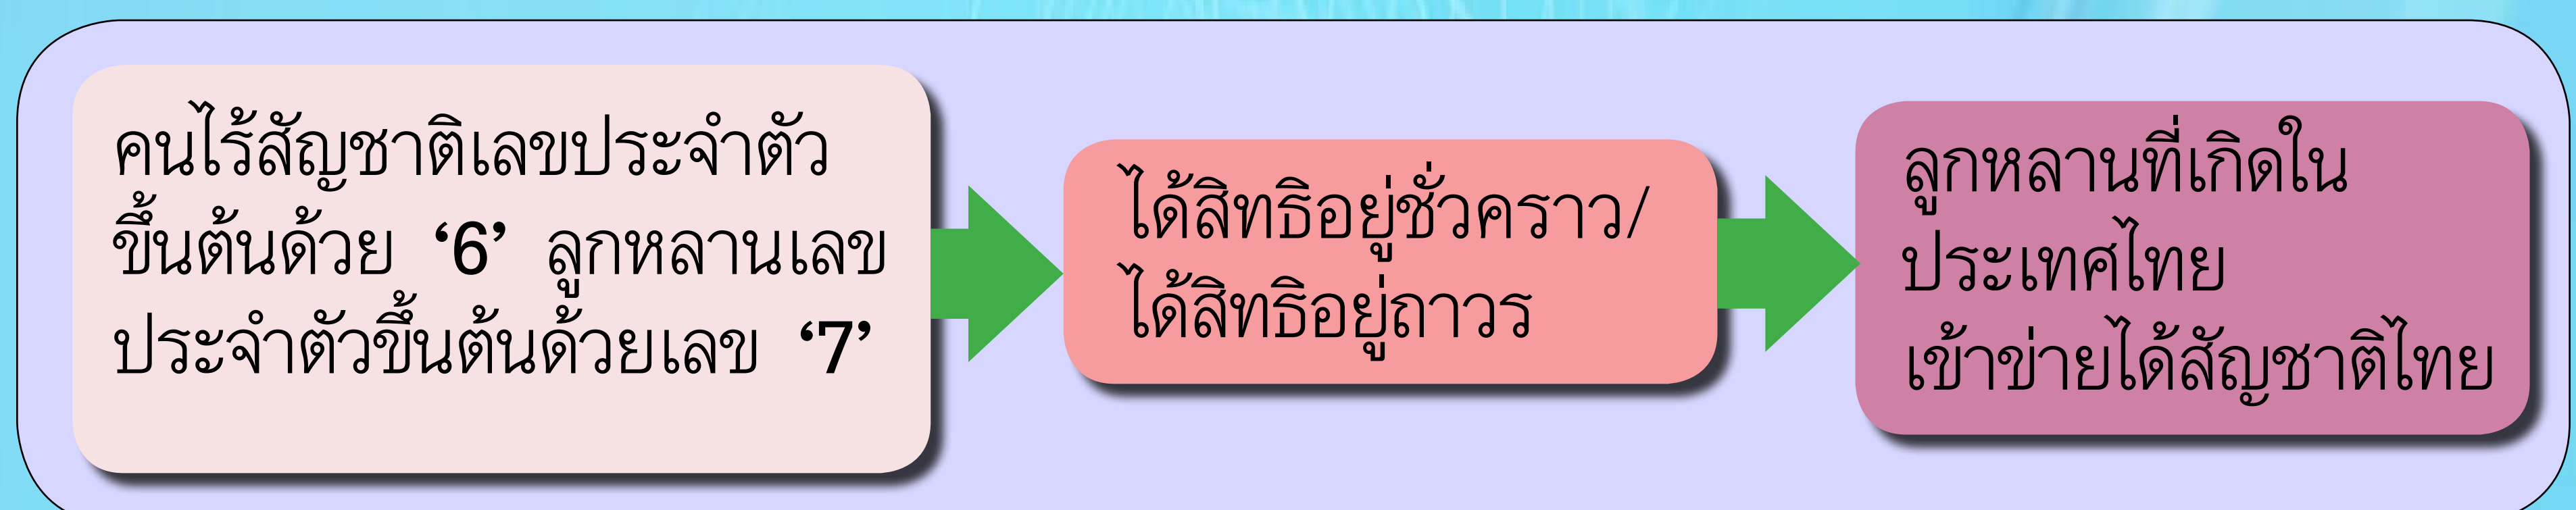 คนไร้สัญชาติเลขประจำตัว
ขึ้นต้นด้วย ‘6’ ลูกหลานเลข
ประจำตัวขึ้นต้นด้วยเลข ‘7’
ได้สิทธิอยู่ชั่วคราว/
ได้สิทธิอยู่ถาวร
ลูกหลานที่เกิดใน
ประเทศไทย
เข้าข่ายได้สัญชาติไทย